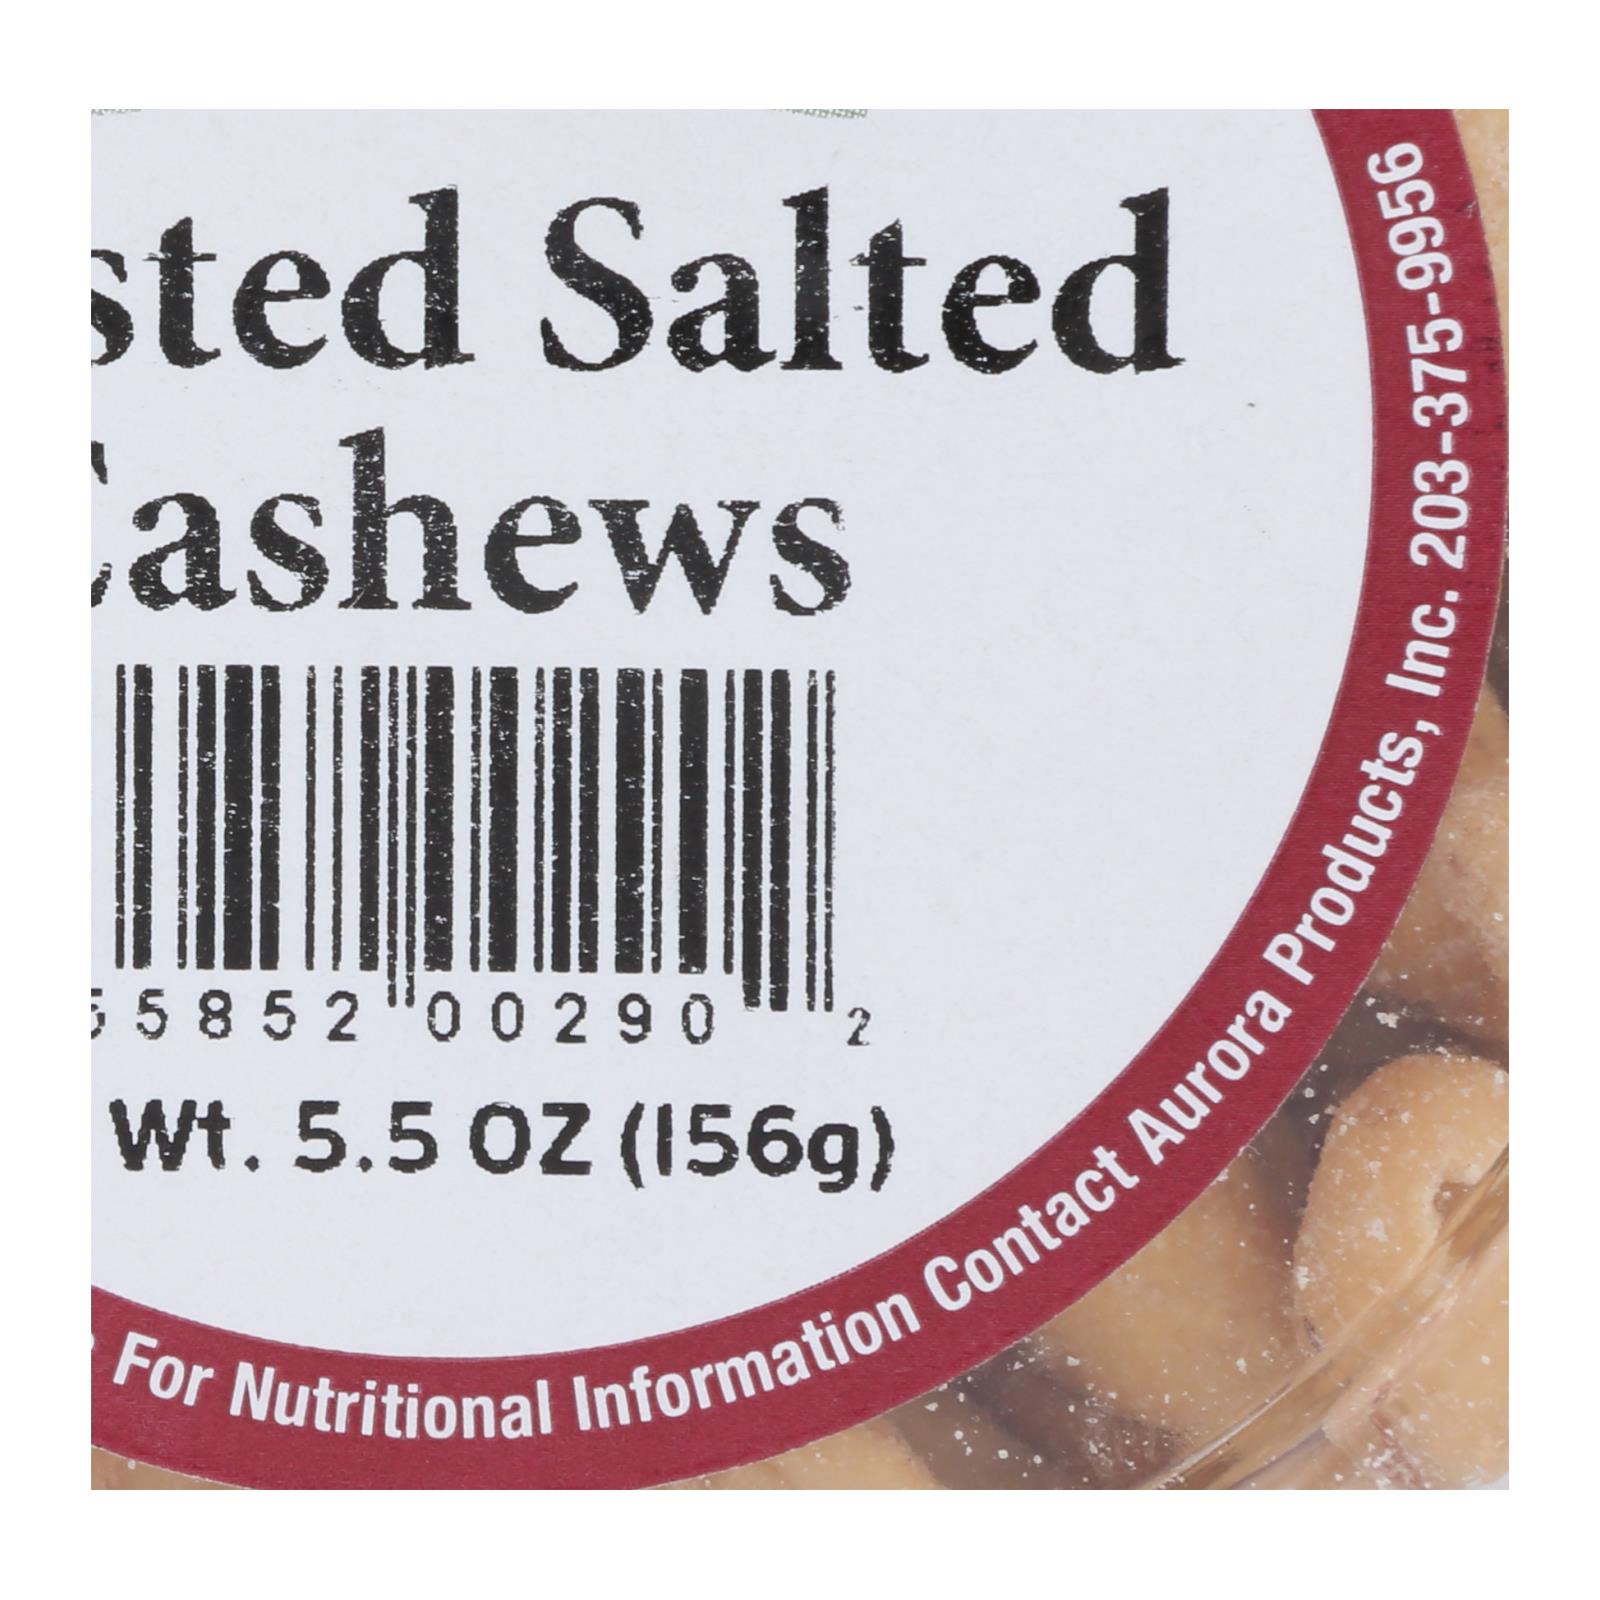 sted Salted
Cashews
55852 00290 2
Wt. 5.5 OZ (156g)
For Nutritional Information Contact Aurora Products, Inc. 203-375-9956